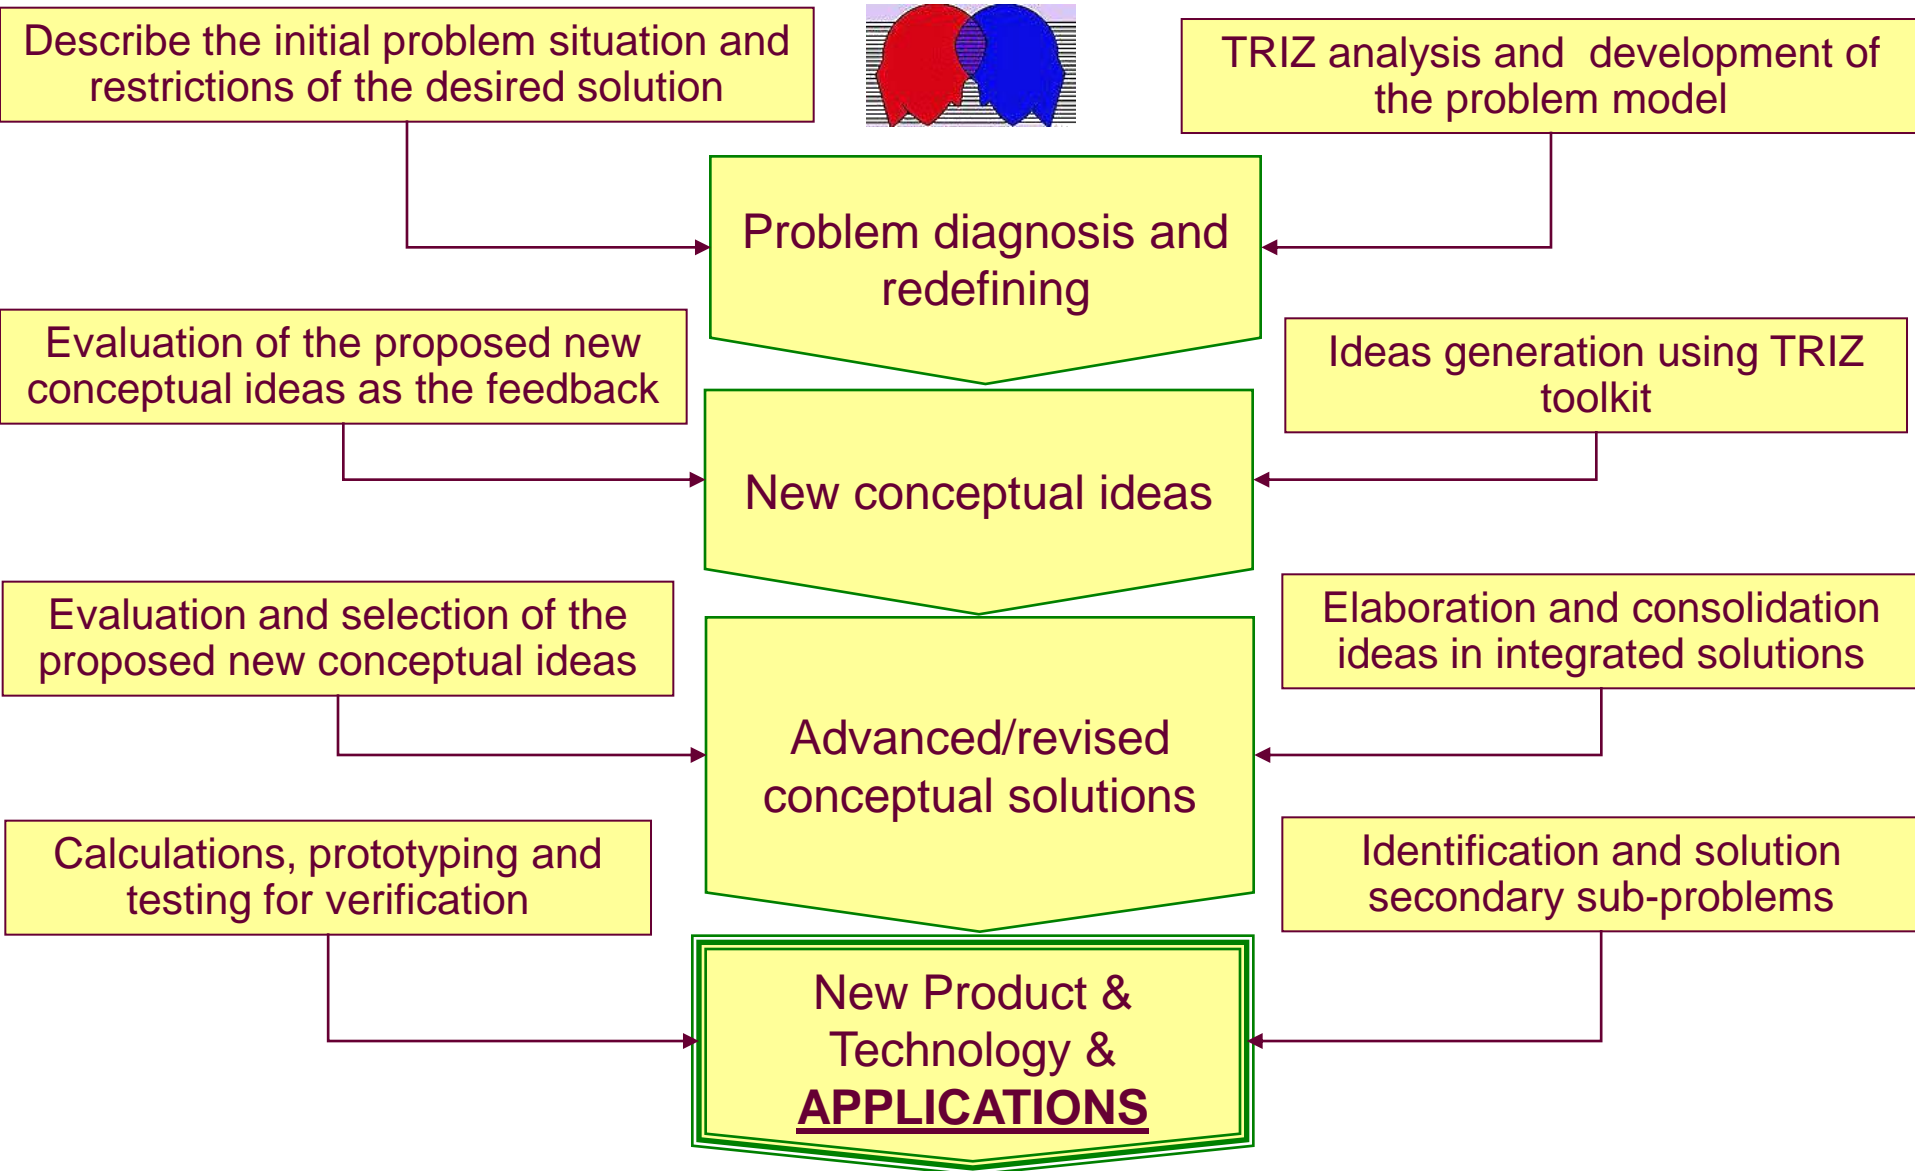 Describe the initial problem situation and
restrictions of the desired solution
TRIZ analysis and  development of
the problem model
Problem diagnosis and
redefining
Evaluation of the proposed new
conceptual ideas as the feedback
Ideas generation using TRIZ
toolkit
New conceptual ideas
Evaluation and selection of the
proposed new conceptual ideas
Elaboration and consolidation
ideas in integrated solutions
Advanced/revised
conceptual solutions
Calculations, prototyping and
testing for verification
Identification and solution
secondary sub-problems
New Product &
Technology &
APPLICATIONS